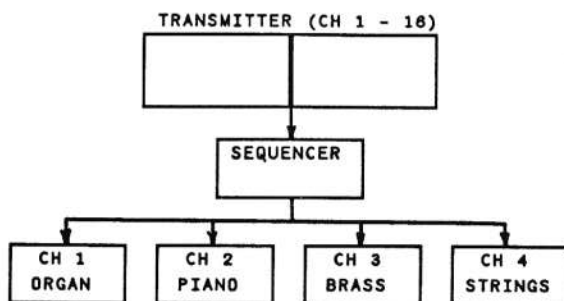 TRANSMITTER (CH 1 - 16)
SEQUENCER
CH 1
ORGAN
CH 2
PIANO
CH 3
BRASS
CH 4
STRINGS